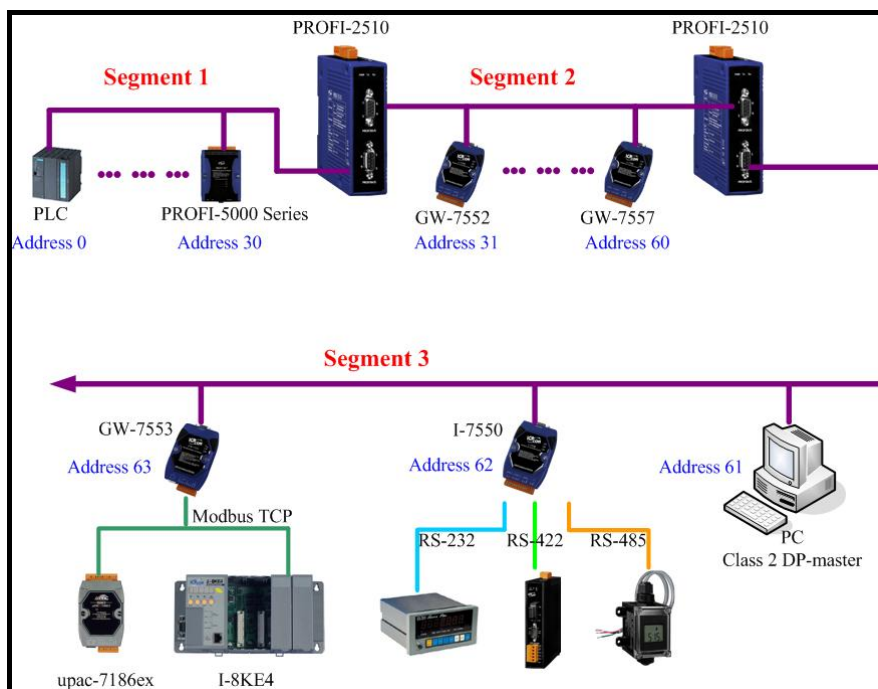 PROFI-2510
PROFI-2510
Segment 1
Segment 2
PLC
PROFI-5000 Series
GW-7552
GW-7557
Address 0
Address 30
Address 31
Address 60
Segment 3
GW-7553
I-7550
Address 63
Address 62
Address 61
Modbus TCP
RS-232
RS-422
RS-485
PC
Class 2 DP-master
upac-7186ex
I-8KE4